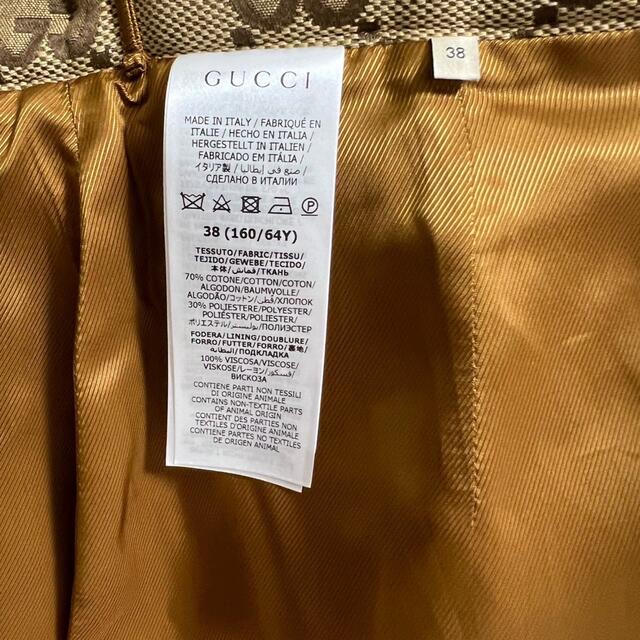 38
GUCCI
MADE IN ITALY / FABRIQUÉ EN
ITALIE / HECHO EN ITALIA /
HERGESTELLT IN ITALIEN /
FABRICADO EM ITÁLIA /
イタリア製 / صنع في إيطاليا /
СДЕЛАНО В ИТАЛИИ
P
38 (160/64Y)
TESSUTO/FABRIC/TISSU/
TEJIDO/GEWEBE/TECIDO/
本体/قماش/ТКАНЬ
70% COTONE/COTTON/COTON/
ALGODON/BAUMWOLLE/
ALGODÃO/コットン/قطن/ХЛОПОК
30% POLIESTERE/POLYESTER/
POLYESTER/POLIESTER/
POLIÉSTER/POLYESTER/
ポリエステル/بوليستر/ПОЛИЭСТЕР
FODERA/LINING/DOUBLURE/
FORRO/FUTTER/FORRO/裏地/
البطانة/ПОДКЛАДКА
100% VISCOSA/VISCOSE/
VISKOSE/レーヨン/فسكوز/
ВИСКОЗА
CONTIENE PARTI NON TESSILI
DI ORIGINE ANIMALE
CONTAINS NON-TEXTILE PARTS
OF ANIMAL ORIGIN
CONTIENT DES PARTIES NON
TEXTILES D'ORIGINE ANIMALE
CONTIENE PARTES NO TEXTILES
DE ORIGEN ANIMAL